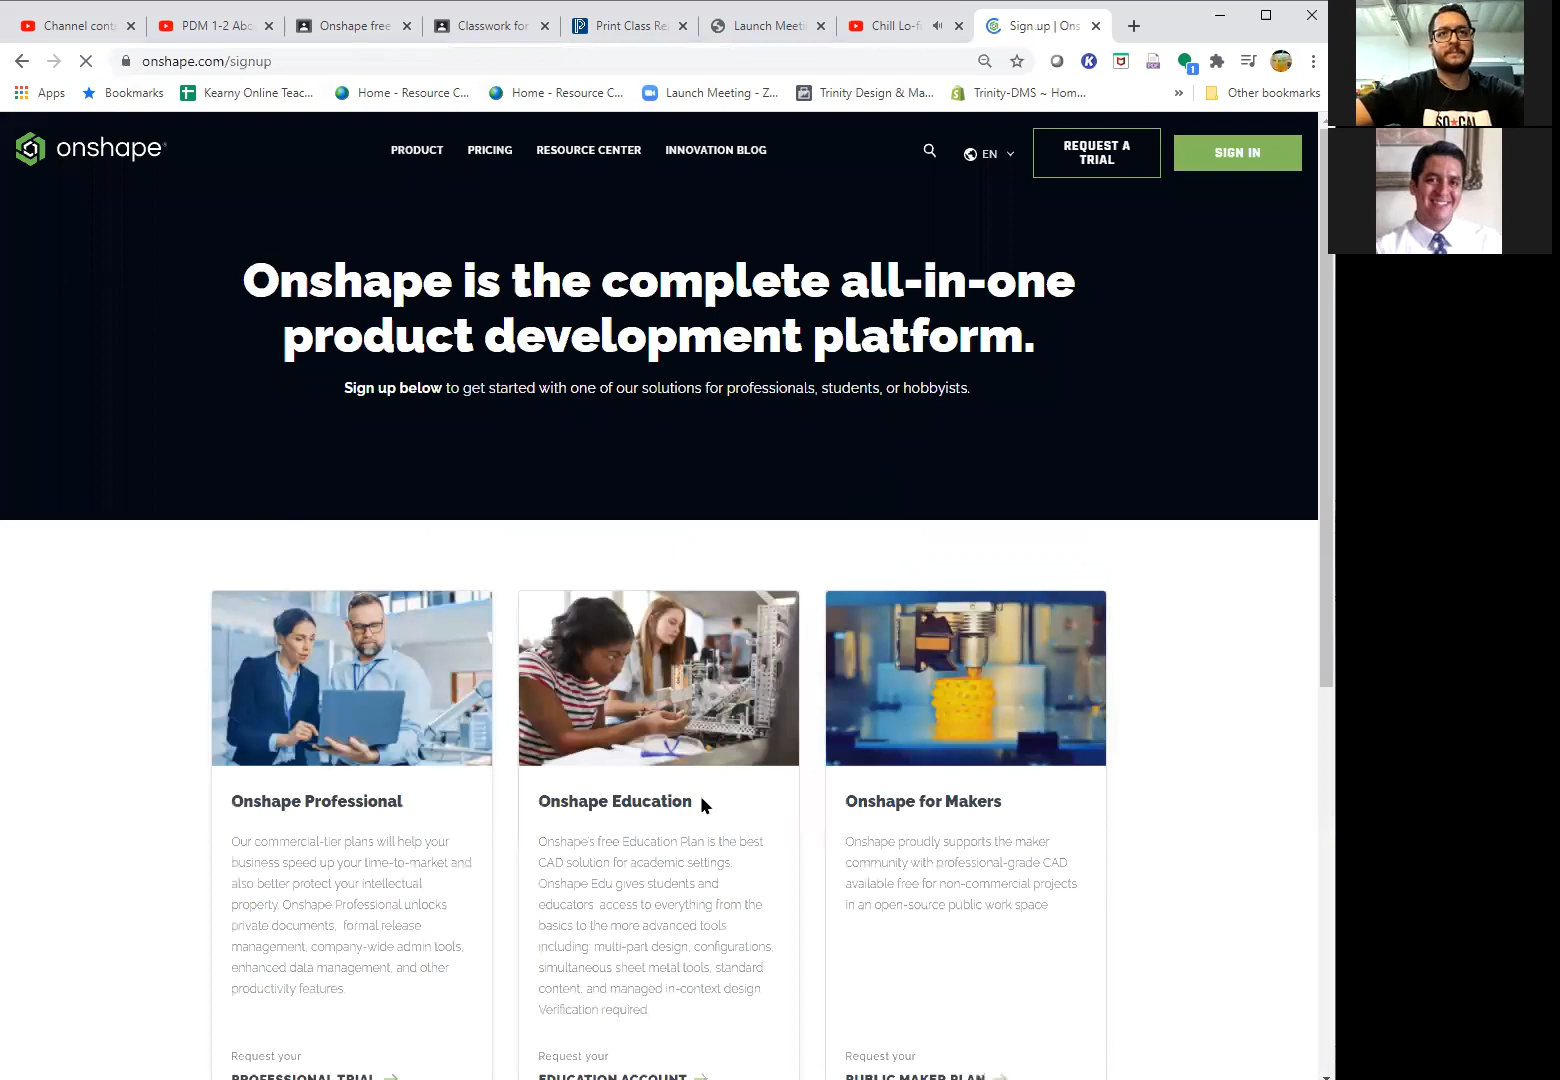 Channel cont
PDM 1-2 Abo
Onshape free
Classwork for
Print Class Re
Launch Meeti
Chill Lo-f
Sign up | Ons
onshape.com/signup
1
Apps
Bookmarks
Kearny Online Teac...
Home - Resource C...
Home - Resource C...
Launch Meeting - Z...
Trinity Design & Ma...
Trinity-DMS ~ Hom...
Other bookmarks
onshape
PRODUCT
PRICING
RESOURCE CENTER
INNOVATION BLOG
EN
REQUEST A
TRIAL
SIGN IN
Onshape is the complete all-in-one
product development platform.
Sign up below to get started with one of our solutions for professionals, students, or hobbyists.
Onshape Professional
Our commercial-tier plans will help your
business speed up your time-to-market and
also better protect your intellectual
property. Onshape Professional unlocks
private documents, formal release
management, company-wide admin tools,
enhanced data management, and other
productivity features.
Request your
PROFESSIONAL TRIAL
Onshape Education
Onshape's free Education Plan is the best
CAD solution for academic settings.
Onshape Edu gives students and
educators access to everything from the
basics to the more advanced tools
including: multi-part design, configurations,
simultaneous sheet metal tools, standard
content, and managed in-context design.
Verification required.
Request your
EDUCATION ACCOUNT
Onshape for Makers
Onshape proudly supports the maker
community with professional-grade CAD
available free for non-commercial projects
in an open-source public work space
Request your
PUBLIC MAKER PLAN
SO★CAL